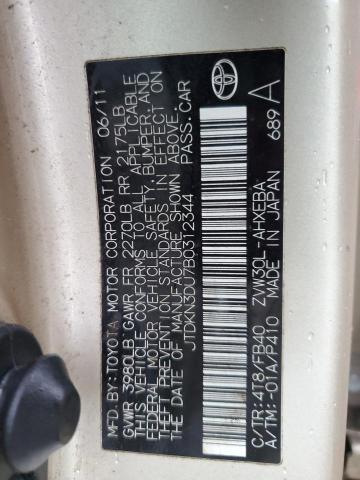 MFD. BY: TOYOTA MOTOR CORPORATION 06/11
GVWR 3980LB GAWR FR 2270LB RR 2175LB
THIS VEHICLE CONFORMS TO ALL APPLICABLE
FEDERAL MOTOR VEHICLE SAFETY, BUMPER, AND
THEFT PREVENTION STANDARDS IN EFFECT ON
THE DATE OF MANUFACTURE SHOWN ABOVE.
JTDKN3DU7B0312344 PASS. CAR
C/TR: 4T8/FB40 ZVW30L-AHXEBA
A/TM: -01A/P410 MADE IN JAPAN 689 A
TOYOTA